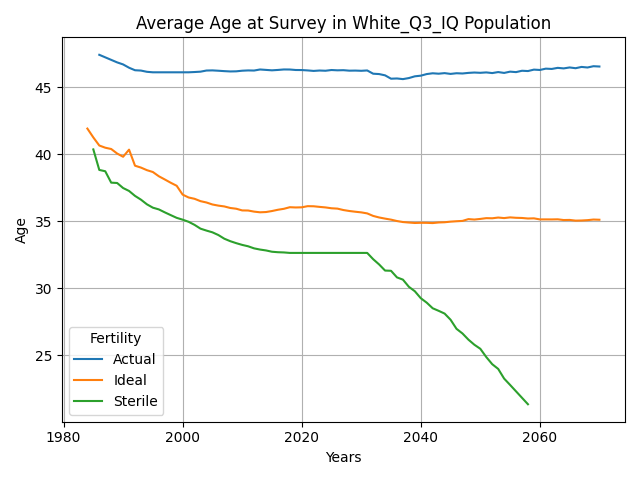 Average Age at Survey in White_Q3_IQ Population
Age
45
40
35
30
25
Fertility
Actual
Ideal
Sterile
1980
2000
2020
2040
2060
Years